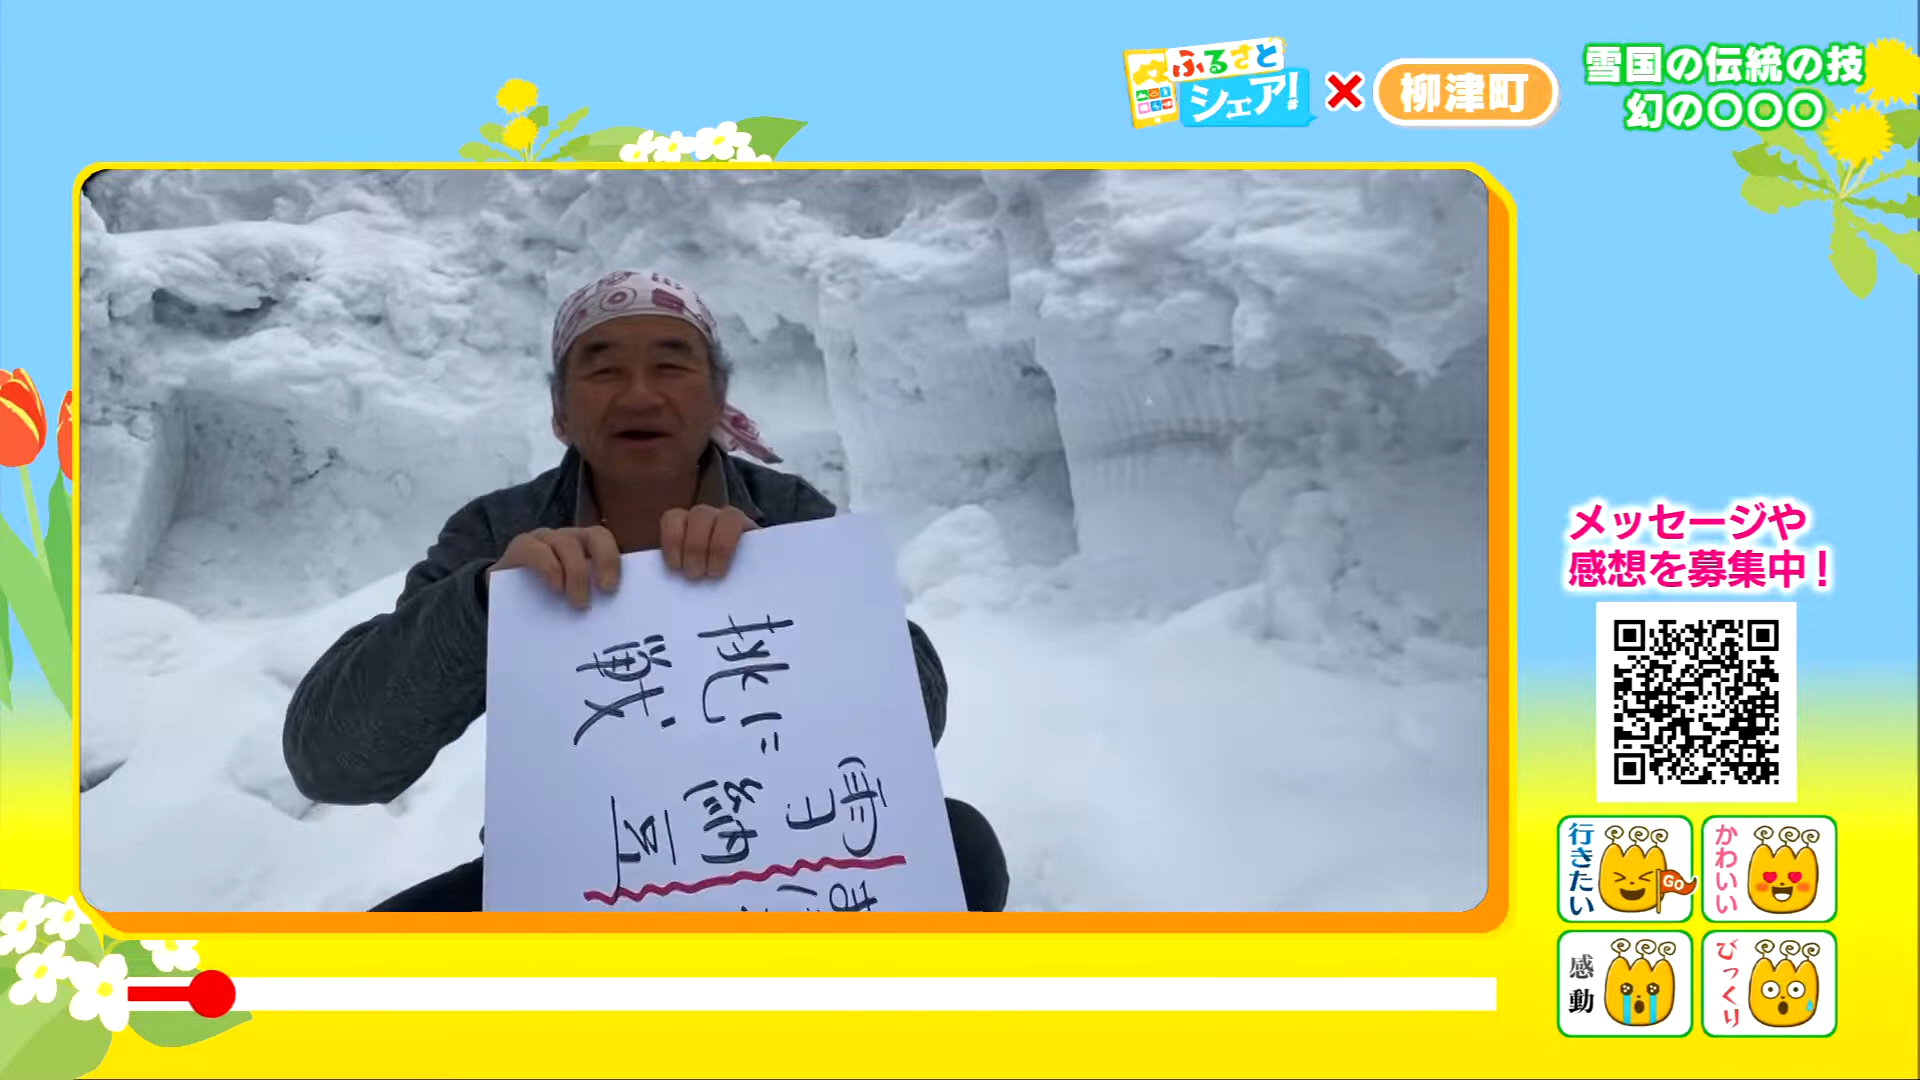 ふるさと
シェア!
×
柳津町
雪国の伝統の技
幻の〇〇〇
雪納豆
に
挑戦
メッセージや
感想を募集中!
行きたい
GO
かわいい
感動
びっくり